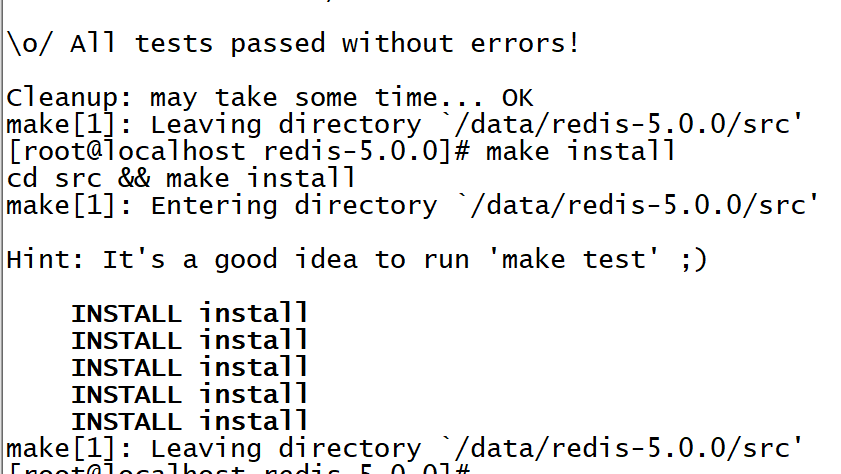 \o/ All tests passed without errors!
Cleanup: may take some time... OK
make[1]: Leaving directory `/data/redis-5.0.0/src'
[root@localhost redis-5.0.0]# make install
cd src && make install
make[1]: Entering directory `/data/redis-5.0.0/src'
Hint: It's a good idea to run 'make test' ;)
INSTALL install
INSTALL install
INSTALL install
INSTALL install
INSTALL install
make[1]: Leaving directory `/data/redis-5.0.0/src'
[root@localhost redis-5.0.0]#